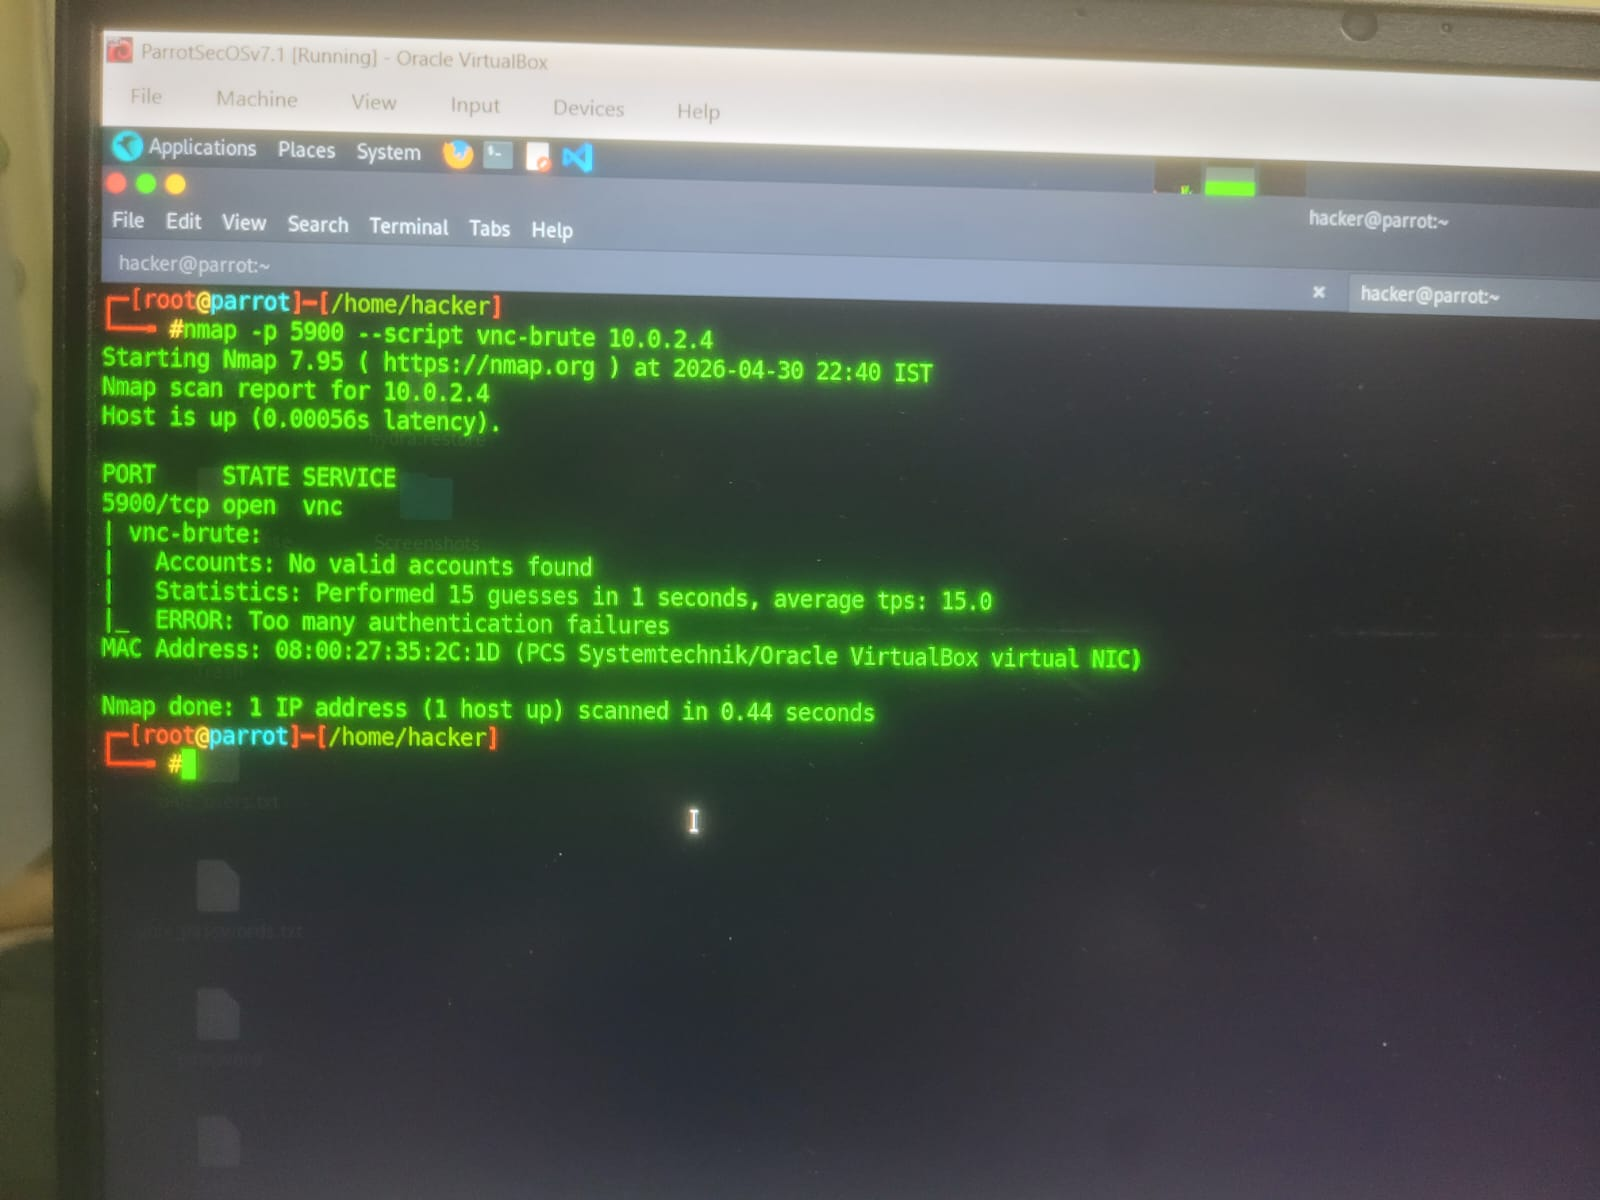 ParrotSecOSv7.1 [Running] - Oracle VirtualBox
File Machine View Input Devices Help
Applications Places System
hacker@parrot:~
File Edit View Search Terminal Tabs Help
hacker@parrot:~
hacker@parrot:~
[root@parrot]─[/home/hacker]
#nmap -p 5900 --script vnc-brute 10.0.2.4
Starting Nmap 7.95 ( https://nmap.org ) at 2026-04-30 22:40 IST
Nmap scan report for 10.0.2.4
Host is up (0.00056s latency).
hydra.restore
PORT STATE SERVICE
5900/tcp open vnc
| vnc-brute:
Screenshots
| Accounts: No valid accounts found
| Statistics: Performed 15 guesses in 1 seconds, average tps: 15.0
|_ ERROR: Too many authentication failures
MAC Address: 08:00:27:35:2C:1D (PCS Systemtechnik/Oracle VirtualBox virtual NIC)
Trash
Nmap done: 1 IP address (1 host up) scanned in 0.44 seconds
[root@parrot]─[/home/hacker]
#